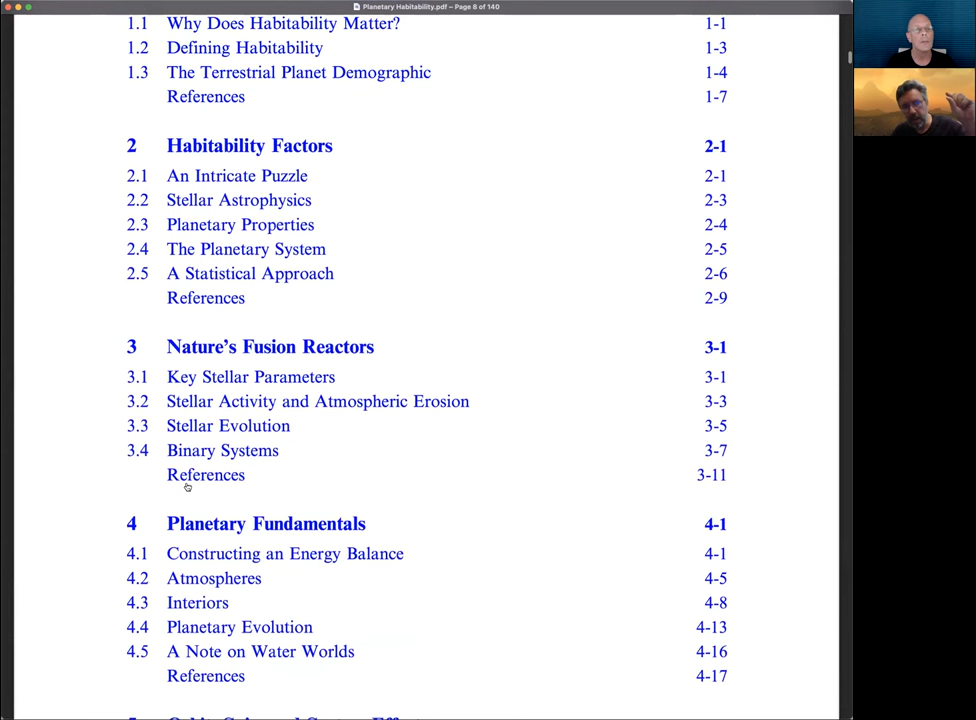 Planetary Habitability.pdf – Page 8 of 140
1.1 Why Does Habitability Matter? 1-1
1.2 Defining Habitability 1-3
1.3 The Terrestrial Planet Demographic 1-4
References 1-7
2 Habitability Factors 2-1
2.1 An Intricate Puzzle 2-1
2.2 Stellar Astrophysics 2-3
2.3 Planetary Properties 2-4
2.4 The Planetary System 2-5
2.5 A Statistical Approach 2-6
References 2-9
3 Nature’s Fusion Reactors 3-1
3.1 Key Stellar Parameters 3-1
3.2 Stellar Activity and Atmospheric Erosion 3-3
3.3 Stellar Evolution 3-5
3.4 Binary Systems 3-7
References 3-11
4 Planetary Fundamentals 4-1
4.1 Constructing an Energy Balance 4-1
4.2 Atmospheres 4-5
4.3 Interiors 4-8
4.4 Planetary Evolution 4-13
4.5 A Note on Water Worlds 4-16
References 4-17